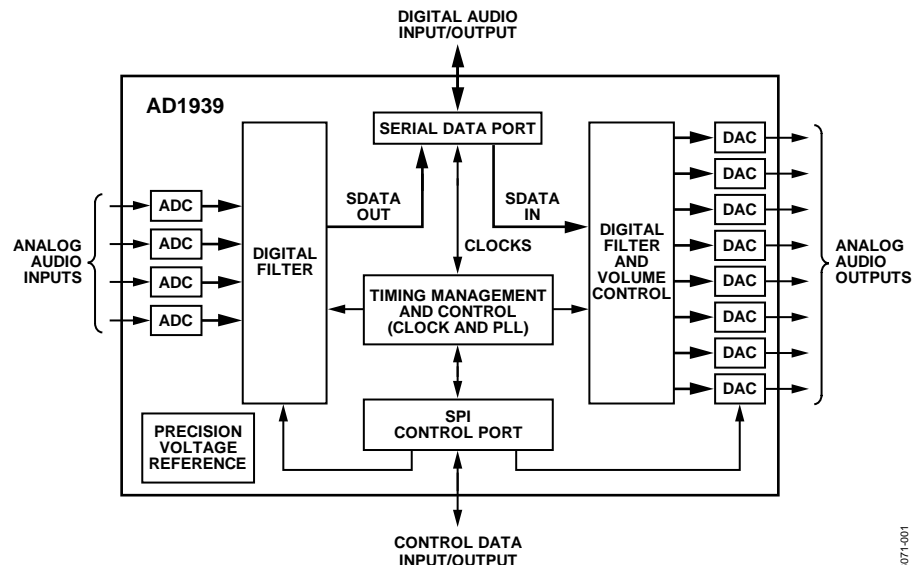 DIGITAL AUDIO
INPUT/OUTPUT
AD1939
SERIAL DATA PORT
SDATA
OUT
SDATA
IN
CLOCKS
ANALOG
AUDIO
INPUTS
ADC
ADC
ADC
ADC
DIGITAL
FILTER
TIMING MANAGEMENT
AND CONTROL
(CLOCK AND PLL)
DIGITAL
FILTER
AND
VOLUME
CONTROL
DAC
DAC
DAC
DAC
DAC
DAC
DAC
DAC
ANALOG
AUDIO
OUTPUTS
PRECISION
VOLTAGE
REFERENCE
SPI
CONTROL PORT
CONTROL DATA
INPUT/OUTPUT
071-001